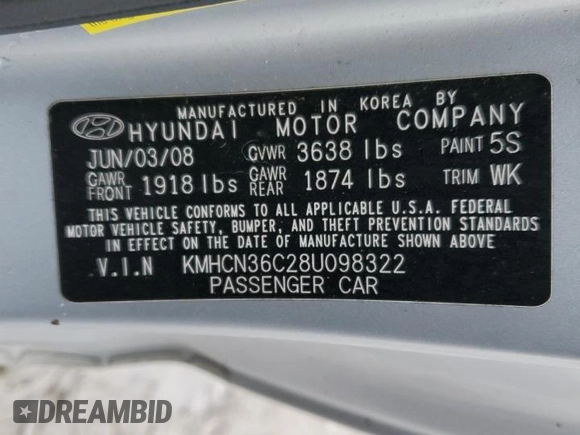 MANUFACTURED IN KOREA BY
HYUNDAI MOTOR COMPANY
JUN/03/08 GVWR 3638 lbs PAINT 5S
GAWR FRONT 1918 lbs GAWR REAR 1874 lbs TRIM WK
THIS VEHICLE CONFORMS TO ALL APPLICABLE U.S.A. FEDERAL
MOTOR VEHICLE SAFETY, BUMPER, AND THEFT PREVENTION STANDARDS
IN EFFECT ON THE DATE OF MANUFACTURE SHOWN ABOVE
V.I.N KMHCN36C28U098322
PASSENGER CAR
DREAMBID